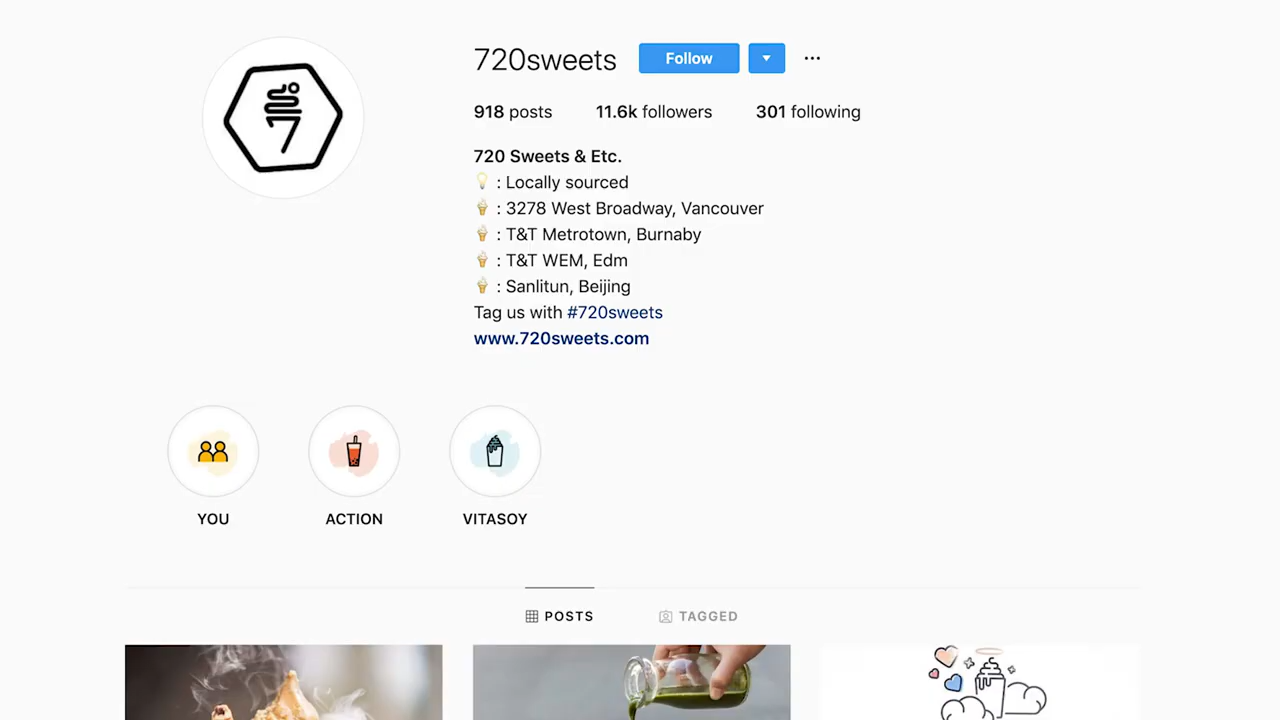 720sweets Follow
918 posts 11.6k followers 301 following
720 Sweets & Etc.
: Locally sourced
: 3278 West Broadway, Vancouver
: T&T Metrotown, Burnaby
: T&T WEM, Edm
: Sanlitun, Beijing
Tag us with #720sweets
www.720sweets.com
YOU ACTION VITASOY
POSTS TAGGED